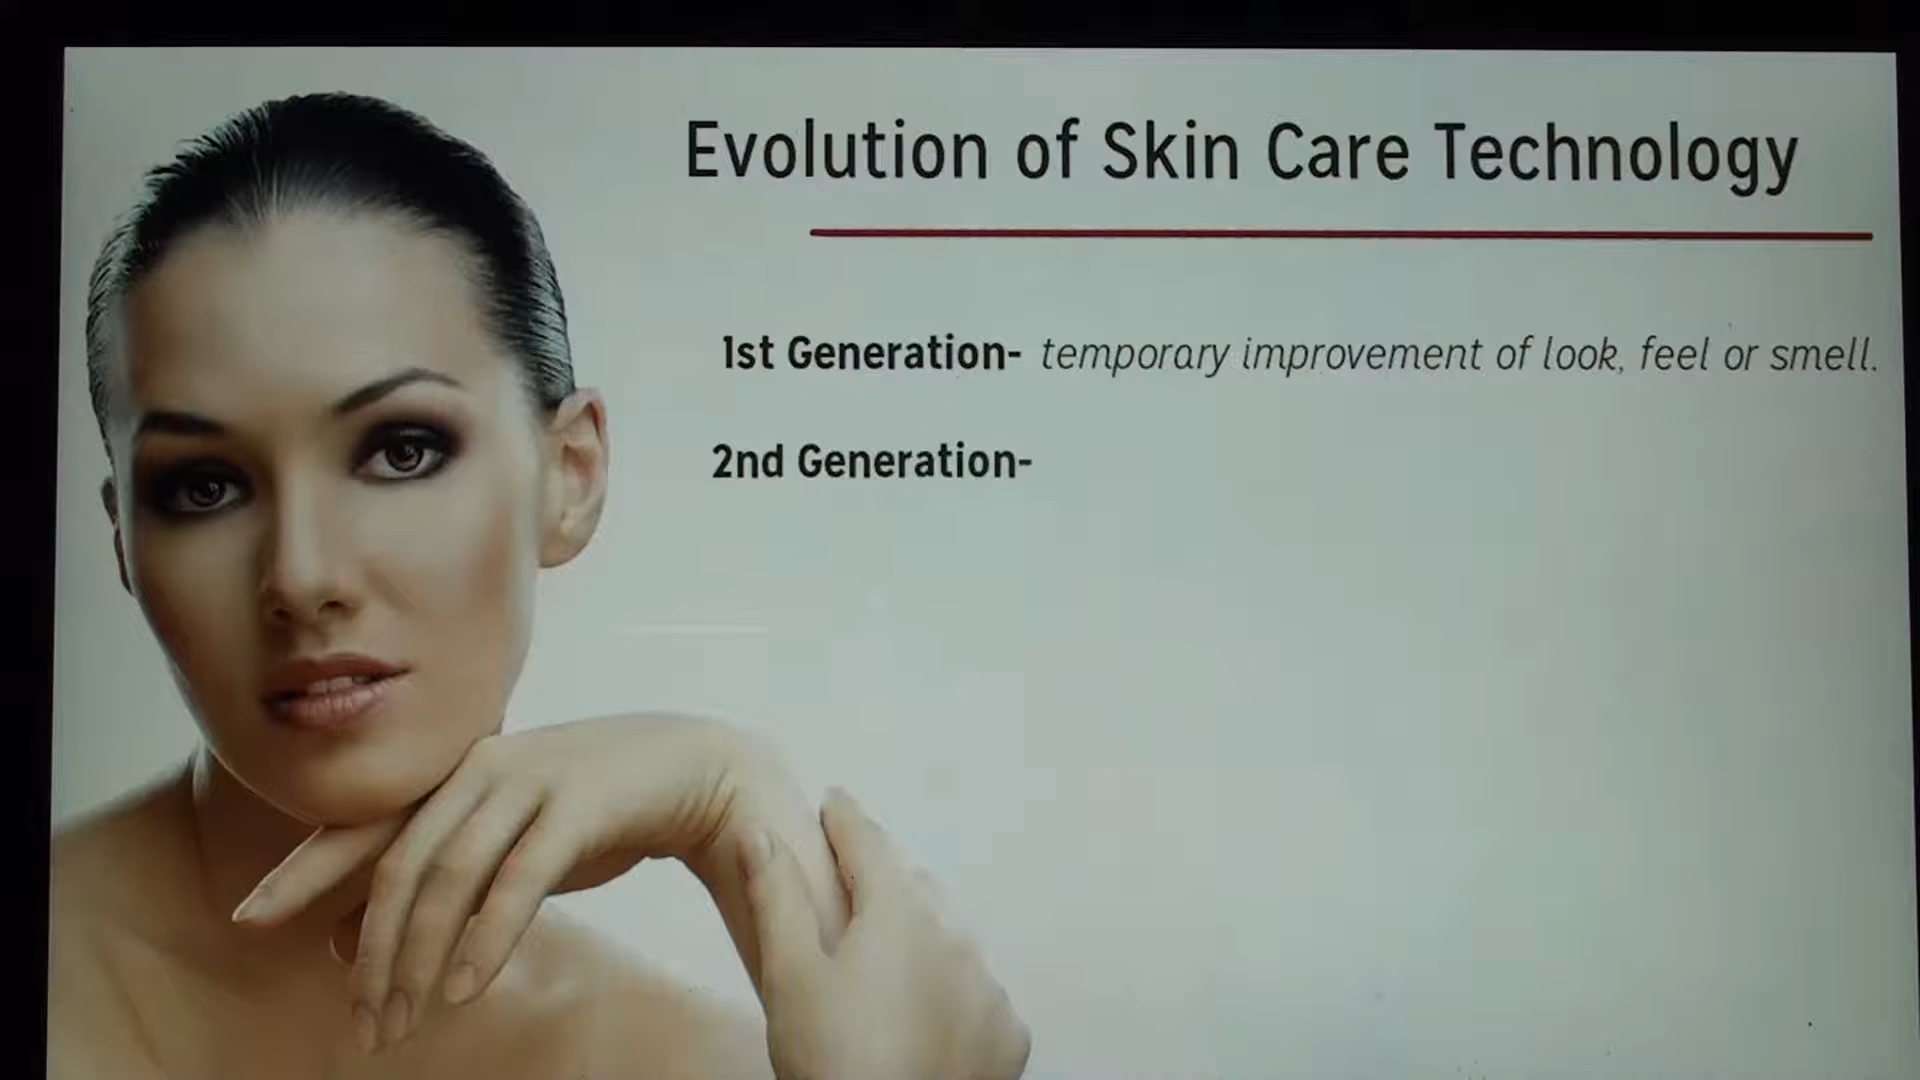 Evolution of Skin Care Technology
1st Generation- temporary improvement of look, feel or smell.
2nd Generation-